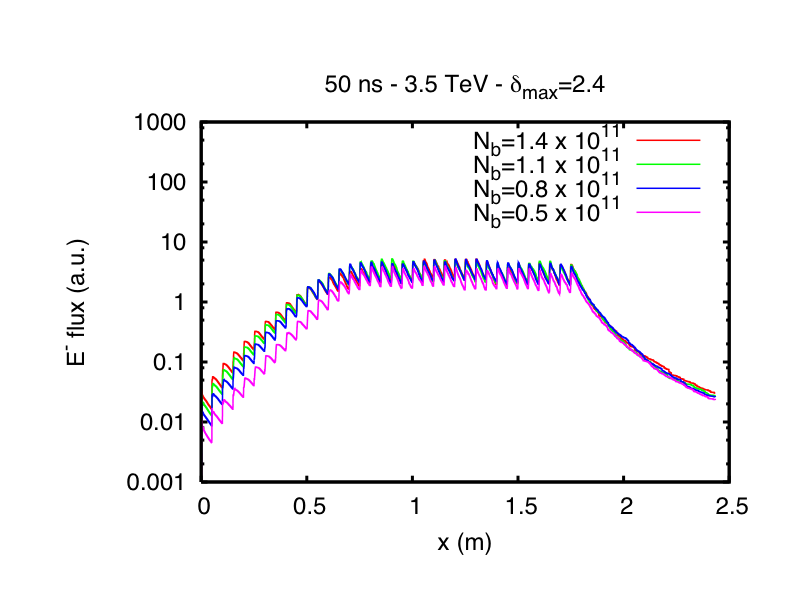 50 ns - 3.5 TeV - δmax=2.4
1000
100
10
1
0.1
0.01
0.001
E- flux (a.u.)
Nb=1.4 x 10^11
Nb=1.1 x 10^11
Nb=0.8 x 10^11
Nb=0.5 x 10^11
0 0.5 1 1.5 2 2.5
x (m)